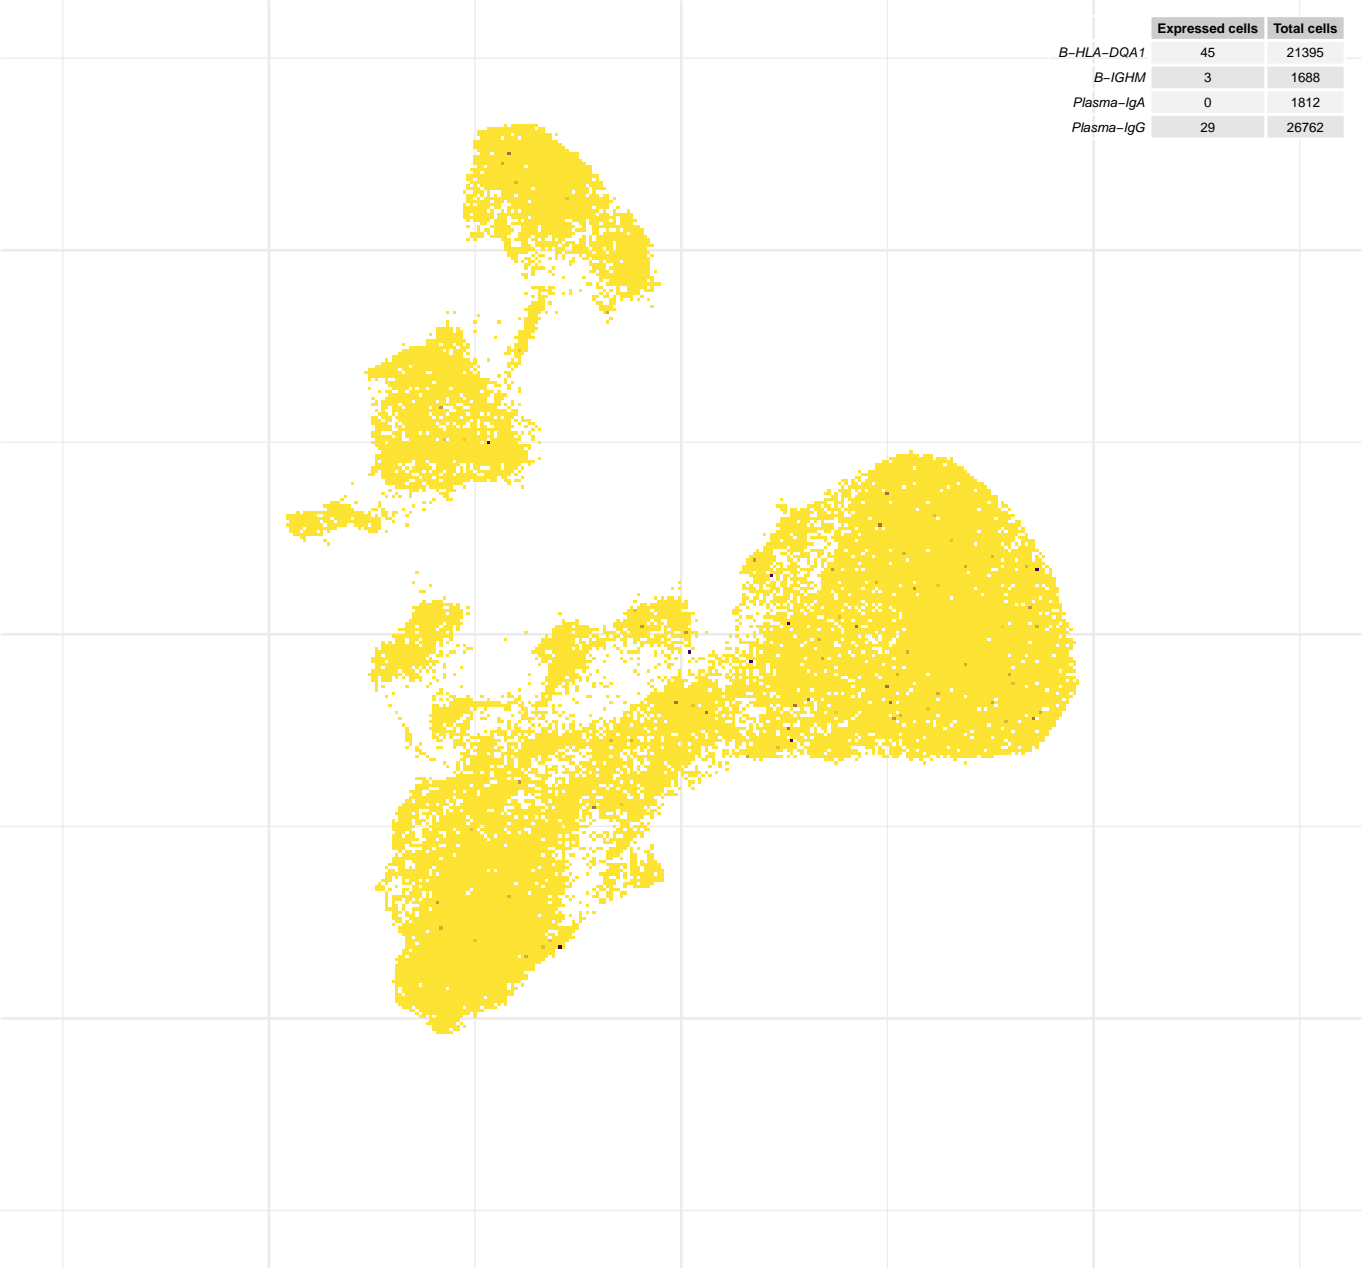 Expressed cells Total cells
B−HLA−DQA1 45 21395
B−IGHM 3 1688
Plasma−IgA 0 1812
Plasma−IgG 29 26762